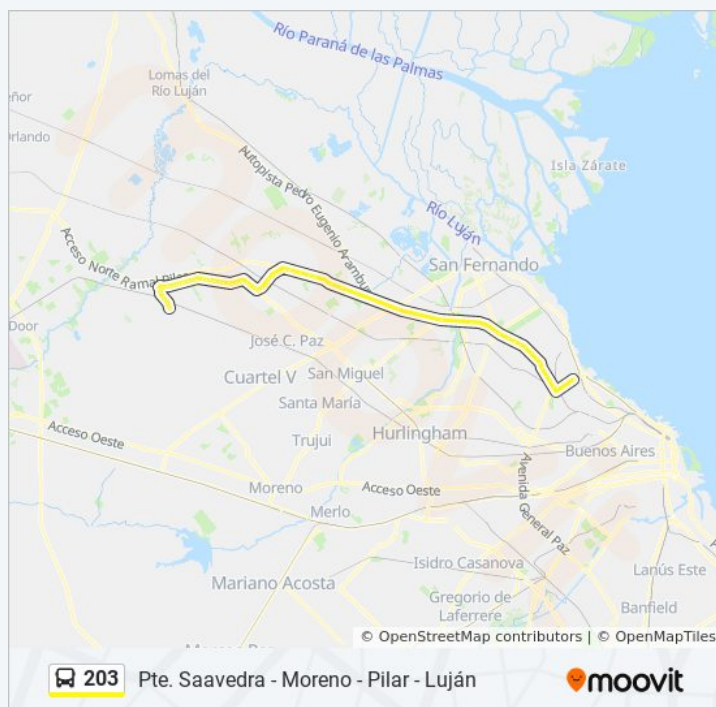 Río Paraná de las Palmas
Lomas del
Río Luján
eñor
Orlando
Autopista Pedro Eugenio Arambur
Isla Zárate
Río Luján
Acceso Norte Ramal Pilar
San Fernando
Door
José C. Paz
Cuartel V
San Miguel
Santa María
Trujui
Hurlingham
Acceso Oeste
Buenos Aires
Moreno
Acceso Oeste
Avenida General Paz
Merlo
Isidro Casanova
Lanús Este
Mariano Acosta
Gregorio de
Laferrere
Banfield
© OpenStreetMap contributors | © OpenMapTiles
203 Pte. Saavedra - Moreno - Pilar - Luján
moovit